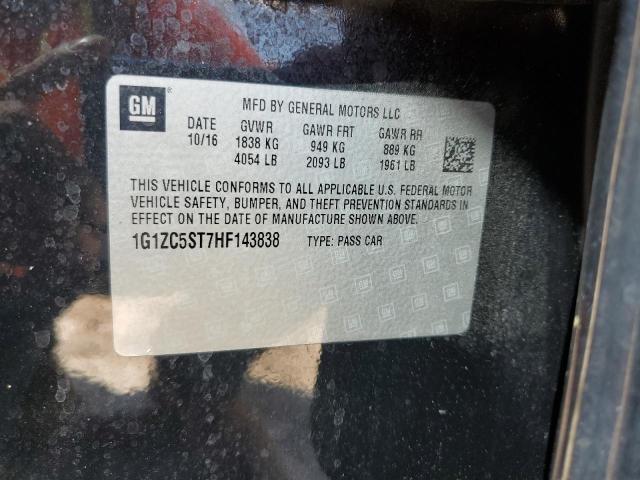 GM ® MFD BY GENERAL MOTORS LLC
DATE GVWR GAWR FRT GAWR RR
10/16 1838 KG 949 KG 889 KG
4054 LB 2093 LB 1961 LB
THIS VEHICLE CONFORMS TO ALL APPLICABLE U.S. FEDERAL MOTOR
VEHICLE SAFETY, BUMPER, AND THEFT PREVENTION STANDARDS IN
EFFECT ON THE DATE OF MANUFACTURE SHOWN ABOVE.
1G1ZC5ST7HF143838 TYPE: PASS CAR